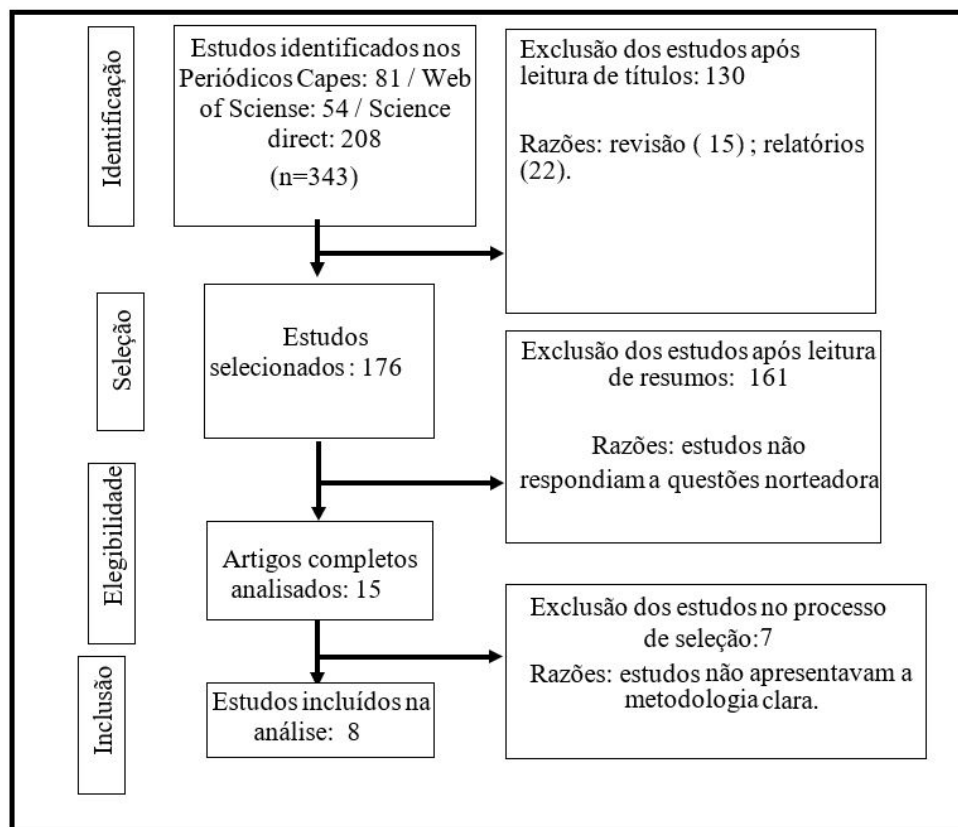 Identificação
Estudos identificados nos
Periódicos Capes: 81 / Web
of Sciense: 54 / Science
direct: 208
(n=343)
Exclusão dos estudos após
leitura de títulos: 130
Razões: revisão ( 15) ; relatórios
(22).
Seleção
Estudos
selecionados : 176
Exclusão dos estudos após leitura
de resumos: 161
Razões: estudos não
respondiam a questões norteadora
Elegibilidade
Artigos completos
analisados: 15
Exclusão dos estudos no processo
de seleção:7
Razões: estudos não apresentavam a
metodologia clara.
Inclusão
Estudos incluídos na
análise: 8